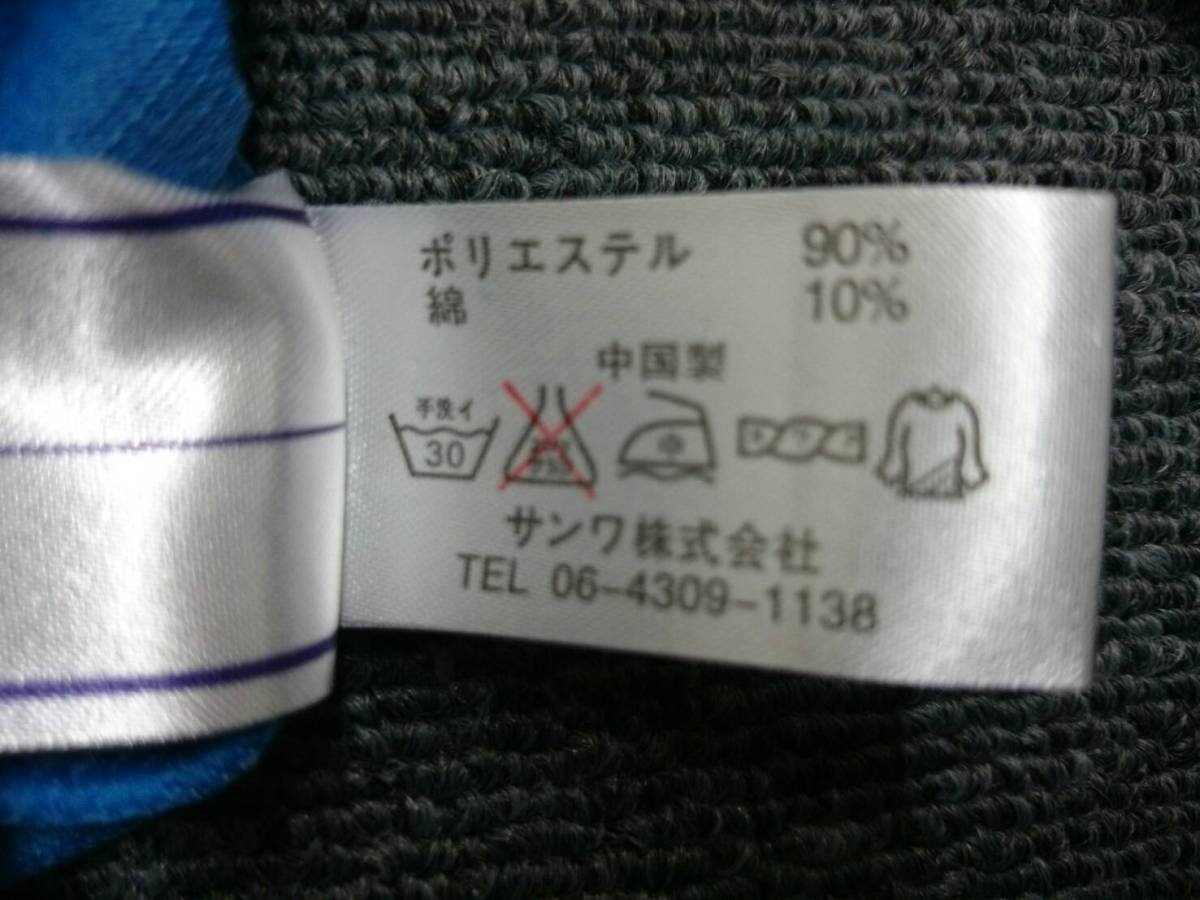 ポリエステル 90%
綿 10%
中国製
手洗イ
30
中
サンワ株式会社
TEL 06-4309-1138